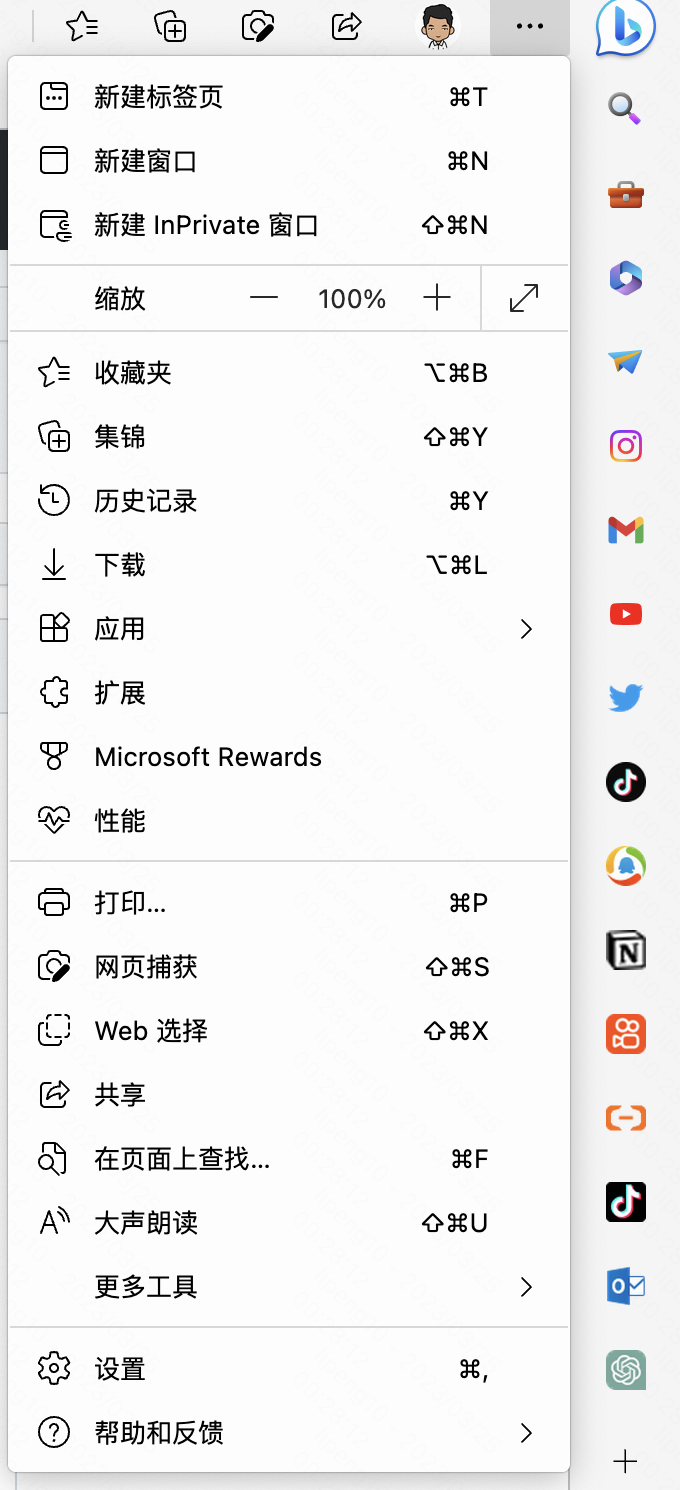 新建标签页 ⌘T
新建窗口 ⌘N
新建 InPrivate 窗口 ⇧⌘N
缩放 — 100% +
收藏夹 ⌥⌘B
集锦 ⇧⌘Y
历史记录 ⌘Y
下载 ⌥⌘L
应用
扩展
Microsoft Rewards
性能
打印... ⌘P
网页捕获 ⇧⌘S
Web 选择 ⇧⌘X
共享
在页面上查找... ⌘F
大声朗读 ⇧⌘U
更多工具
设置 ⌘,
帮助和反馈